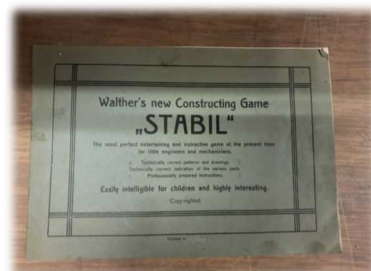 Walther's new Constructing Game
„STABIL“
The most perfect entertaining and instructive game of the present time
for little engineers and mechanicians.
Technically correct patterns and drawings
Technically correct indication of the various parts.
Professionally prepared instructions.
Easily intelligible for children and highly interesting.
Copyrighted.